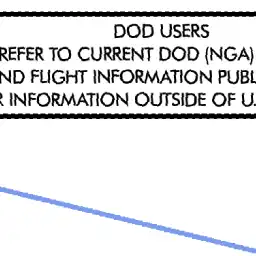 DOD USERS
REFER TO CURRENT DOD (NGA)
ND FLIGHT INFORMATION PUBL
R INFORMATION OUTSIDE OF U.